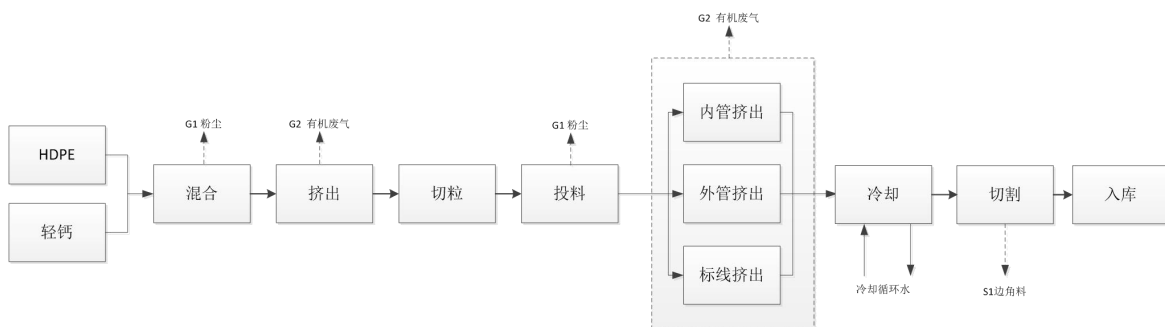 G2 有机废气
内管挤出
G1 粉尘
G2 有机废气
G1 粉尘
HDPE
混合
挤出
切粒
投料
外管挤出
冷却
切割
入库
轻钙
标线挤出
冷却循环水
S1边角料